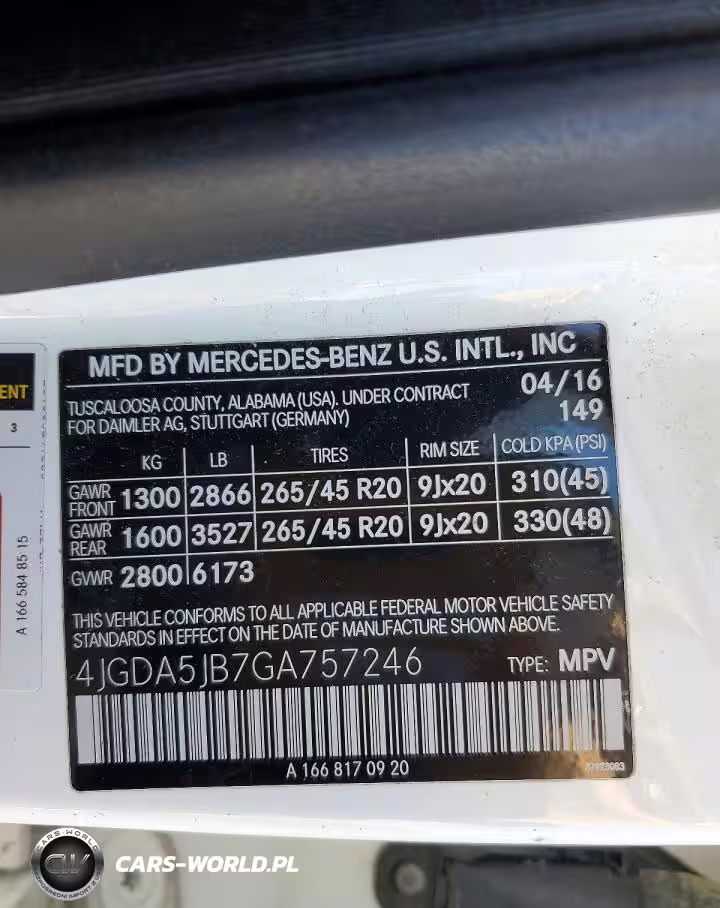 MFD BY MERCEDES-BENZ U.S. INTL., INC
TUSCALOOSA COUNTY, ALABAMA (USA). UNDER CONTRACT
FOR DAIMLER AG, STUTTGART (GERMANY)
04/16
149
KG LB TIRES RIM SIZE COLD KPA (PSI)
GAWR FRONT 1300 2866 265/45 R20 9Jx20 310(45)
GAWR REAR 1600 3527 265/45 R20 9Jx20 330(48)
GVWR 2800 6173
THIS VEHICLE CONFORMS TO ALL APPLICABLE FEDERAL MOTOR VEHICLE SAFETY
STANDARDS IN EFFECT ON THE DATE OF MANUFACTURE SHOWN ABOVE.
4JGDA5JB7GA757246 TYPE: MPV
A 166 817 09 20
ENT
3
A 166 584 85 15
CARS-WORLD
CW
CARS-WORLD.PL